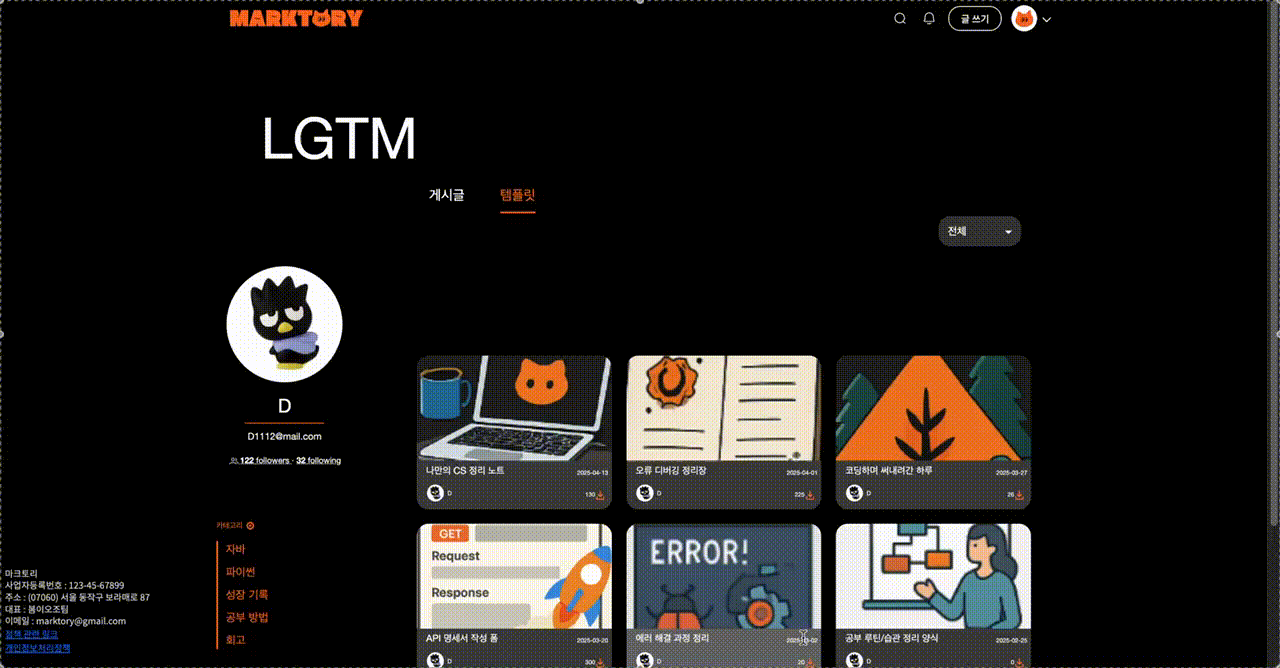 MARKTORY
글 쓰기
LGTM
게시글
템플릿
전체
D
D1112@mail.com
122 followers · 32 following
카테고리
자바
파이썬
성장 기록
공부 방법
회고
나만의 CS 정리 노트
2025-04-13
D
130
오류 디버깅 정리장
2025-04-01
D
225
코딩하며 써내려간 하루
2025-03-27
D
26
GET
Request
Response
API 명세서 작성 폼
2025-03-20
D
300
ERROR!
에러 해결 과정 정리
D
20
공부 루틴/습관 정리 양식
2025-02-25
D
0
마크토리
사업자등록번호 : 123-45-67899
주소 : (07060) 서울 동작구 보라매로 87
대표 : 봄이오조팀
이메일 : marktory@gmail.com
정책 관련 링크
개인정보처리정책